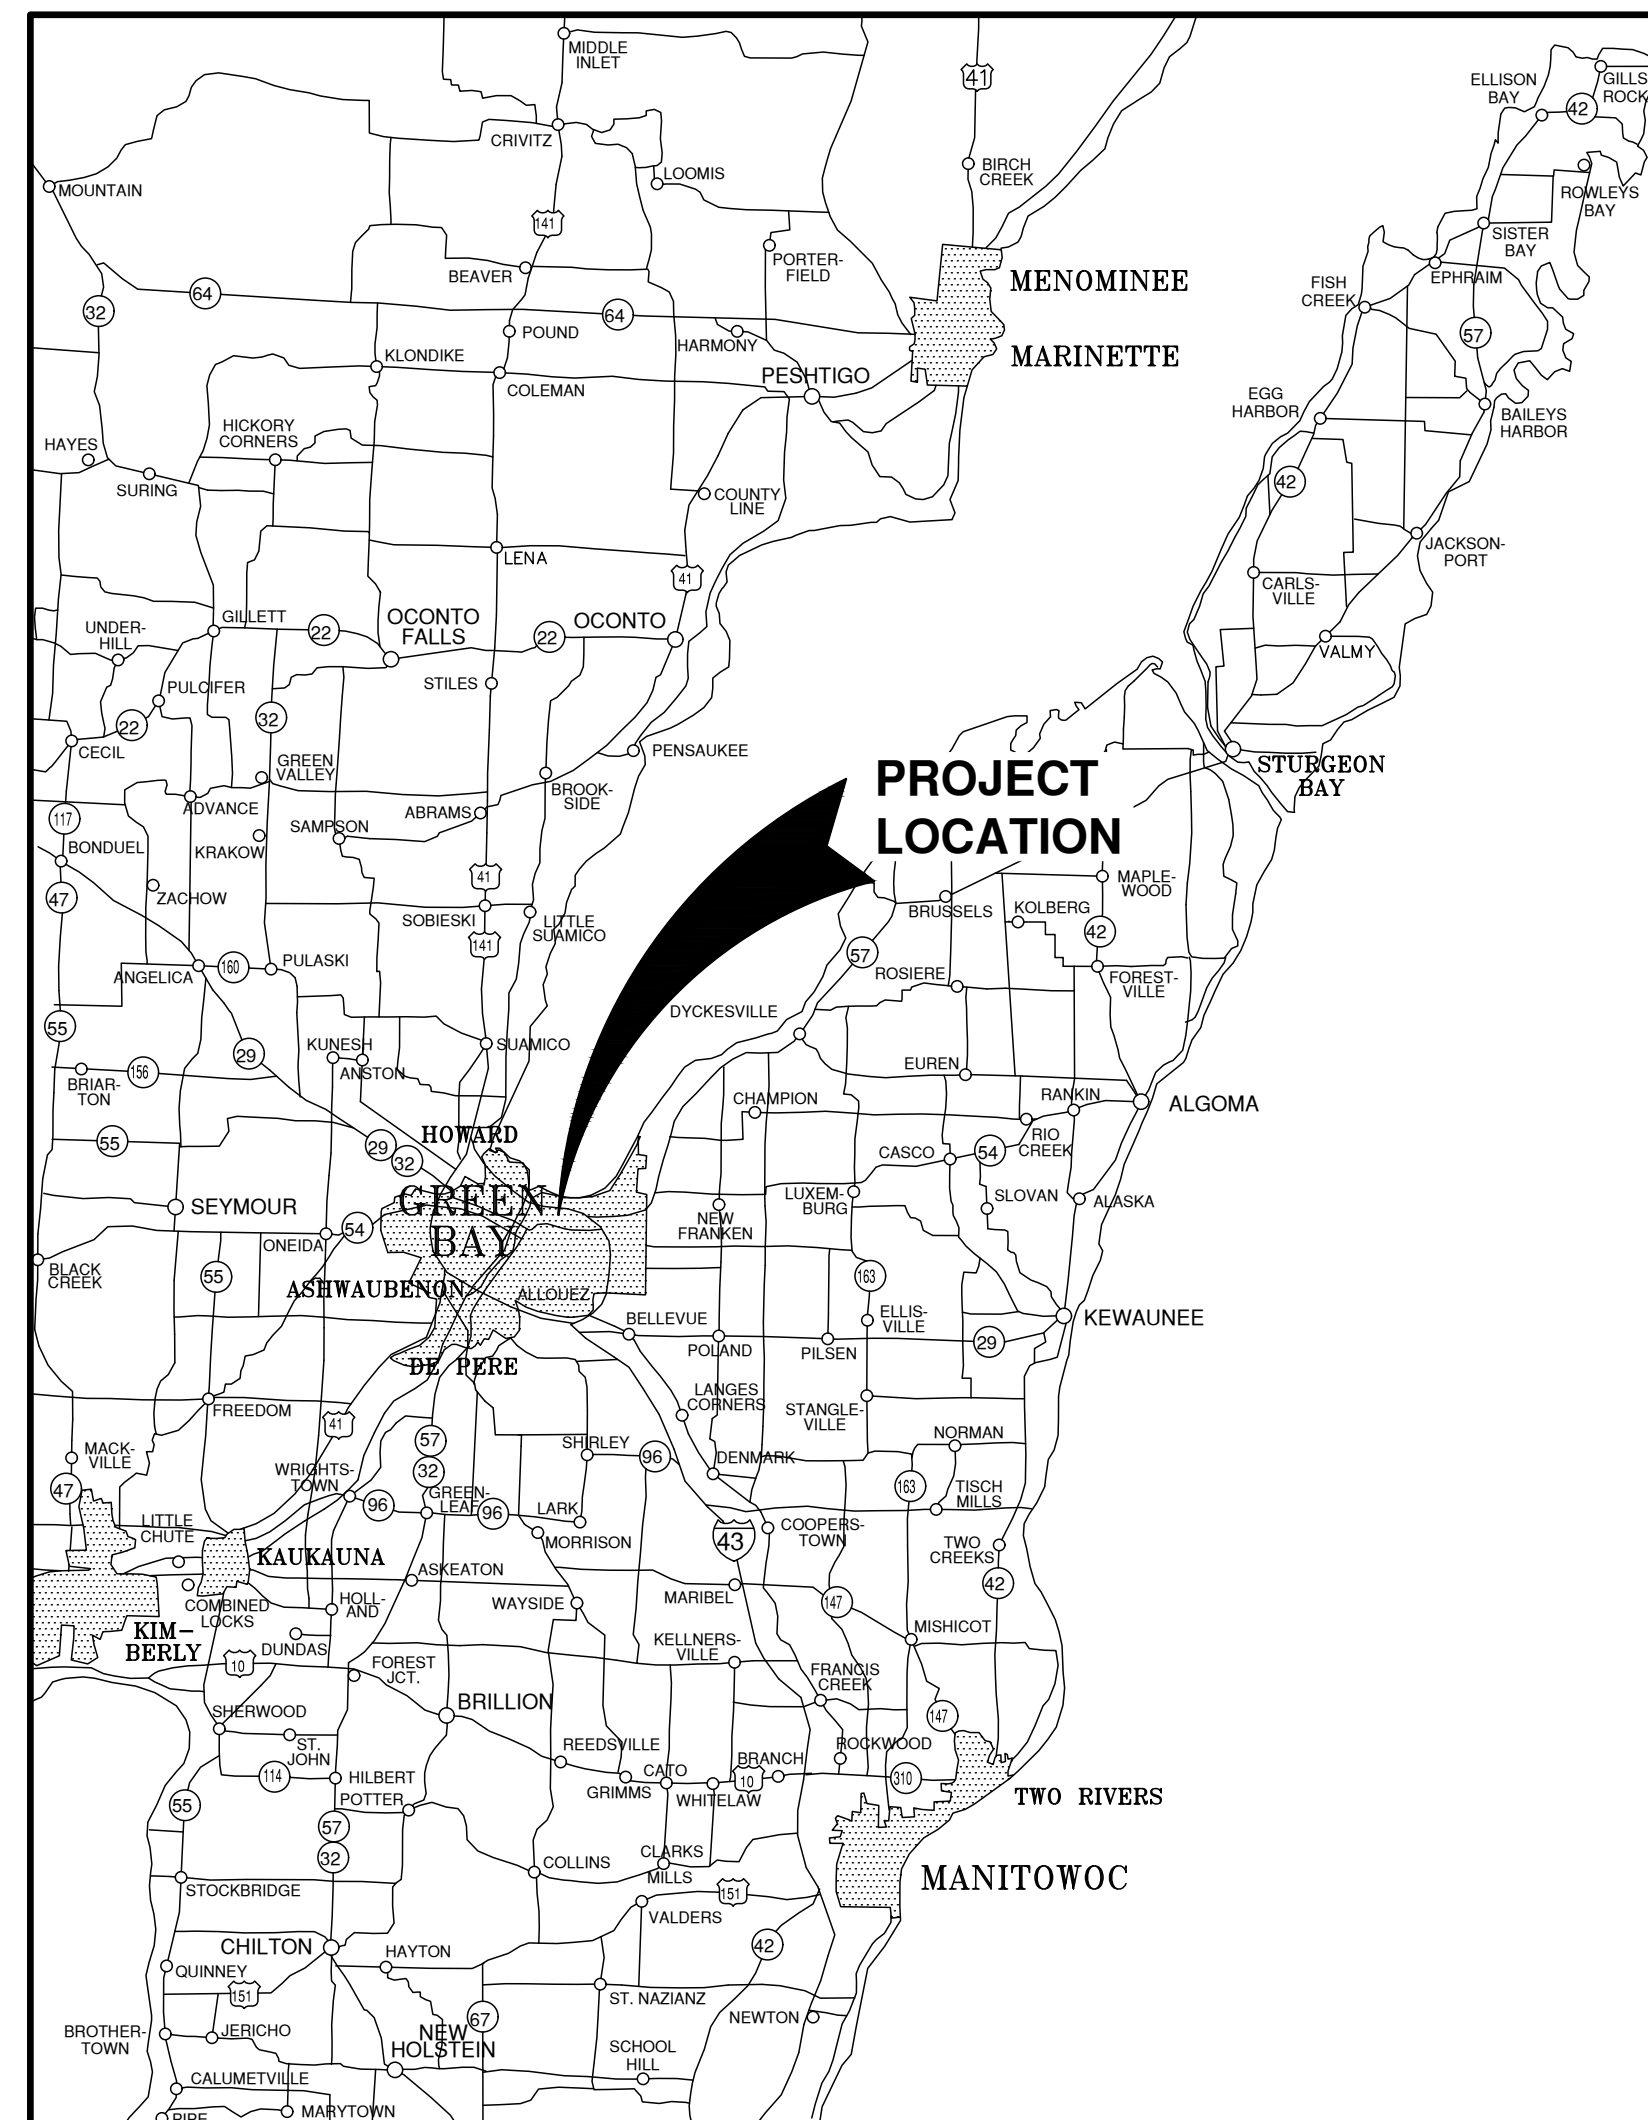 MIDDLE
INLET
41
ELLISON
BAY
GILLS
ROCK
42
CRIVITZ
LOOMIS
BIRCH
CREEK
MOUNTAIN
ROWLEYS
BAY
141
SISTER
BAY
BEAVER
PORTER-
FIELD
MENOMINEE
EPHRAIM
FISH
CREEK
64
32
64
57
POUND
HARMONY
MARINETTE
KLONDIKE
COLEMAN
PESHTIGO
EGG
HARBOR
BAILEYS
HARBOR
HICKORY
CORNERS
HAYES
SURING
42
COUNTY
LINE
JACKSON-
PORT
LENA
41
CARLS-
VILLE
GILLETT
22
OCONTO
FALLS
22
OCONTO
UNDER-
HILL
VALMY
STILES
PULCIFER
22
32
CECIL
PENSAUKEE
GREEN
VALLEY
STURGEON
BAY
PROJECT
LOCATION
BROOK-
SIDE
ADVANCE
ABRAMS
117
SAMPSON
BONDUEL
KRAKOW
41
ZACHOW
47
MAPLE-
WOOD
BRUSSELS
KOLBERG
SOBIESKI
LITTLE
SUAMICO
42
141
57
ANGELICA
160
PULASKI
ROSIERE
FOREST-
VILLE
DYCKESVILLE
55
29
KUNESH
ANSTON
SUAMICO
EUREN
156
BRIAR-
TON
CHAMPION
RANKIN
ALGOMA
55
HOWARD
29
32
RIO
CREEK
CASCO
54
SEYMOUR
GREEN
BAY
LUXEM-
BURG
SLOVAN
ALASKA
NEW
FRANKEN
54
ONEIDA
BLACK
CREEK
55
163
ASHWAUBENON
ALLOUEZ
ELLIS-
VILLE
BELLEVUE
KEWAUNEE
POLAND
PILSEN
29
DE PERE
LANGES
CORNERS
FREEDOM
41
STANGLE-
VILLE
57
NORMAN
MACK-
VILLE
SHIRLEY
96
DENMARK
32
WRIGHTS-
TOWN
163
TISCH
MILLS
47
96
GREEN-
LEAF
96
LARK
LITTLE
CHUTE
43
COOPERS-
TOWN
MORRISON
TWO
CREEKS
KAUKAUNA
ASKEATON
42
COMBINED
LOCKS
HOLL-
AND
WAYSIDE
MARIBEL
147
KIM-
BERLY
DUNDAS
MISHICOT
KELLNERS-
VILLE
10
FOREST
JCT.
FRANCIS
CREEK
BRILLION
SHERWOOD
147
ST.
JOHN
REEDSVILLE
ROCKWOOD
BRANCH
114
HILBERT
CATO
10
310
GRIMMS
WHITELAW
TWO RIVERS
55
POTTER
57
32
CLARKS
MILLS
COLLINS
MANITOWOC
STOCKBRIDGE
151
VALDERS
CHILTON
HAYTON
42
QUINNEY
151
ST. NAZIANZ
67
NEWTON
BROTHER-
TOWN
JERICHO
NEW
HOLSTEIN
SCHOOL
HILL
CALUMETVILLE
MARYTOWN
PIPE